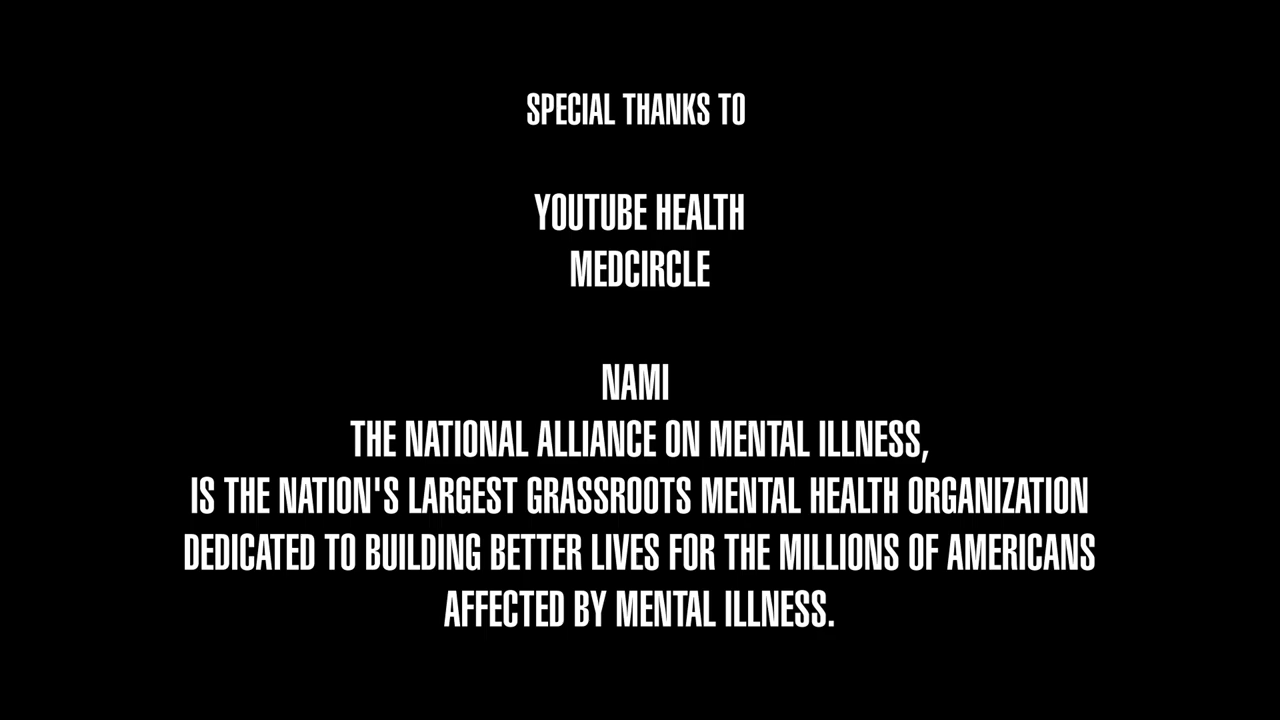 SPECIAL THANKS TO
YOUTUBE HEALTH
MEDCIRCLE
NAMI
THE NATIONAL ALLIANCE ON MENTAL ILLNESS,
IS THE NATION'S LARGEST GRASSROOTS MENTAL HEALTH ORGANIZATION
DEDICATED TO BUILDING BETTER LIVES FOR THE MILLIONS OF AMERICANS
AFFECTED BY MENTAL ILLNESS.